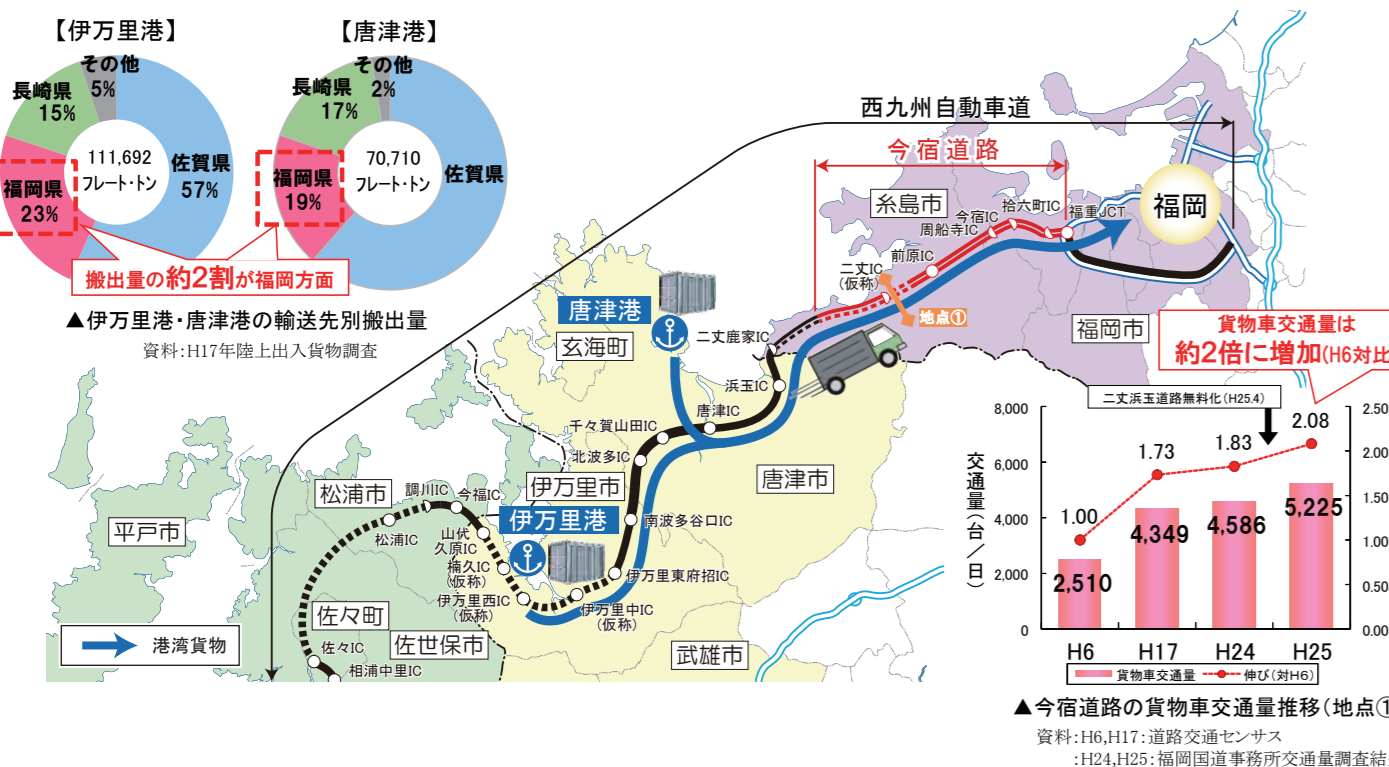 【伊万里港】
その他
5%
長崎県
15%
111,692
フレート・トン
佐賀県
57%
福岡県
23%
【唐津港】
その他
2%
長崎県
17%
70,710
フレート・トン
佐賀県
福岡県
19%
搬出量の約2割が福岡方面
▲伊万里港・唐津港の輸送先別搬出量
資料:H17年陸上出入貨物調査
西九州自動車道
今宿道路
糸島市
拾六町IC
福重JCT
今宿IC
周船寺IC
前原IC
二丈IC
(仮称)
地点①
福岡
福岡市
唐津港
玄海町
二丈鹿家IC
浜玉IC
唐津IC
千々賀山田IC
北波多IC
唐津市
伊万里市
伊万里港
南波多谷口IC
伊万里東府招IC
伊万里中IC
(仮称)
伊万里西IC
(仮称)
楠久IC
(仮称)
山代
久原IC
今福IC
調川IC
松浦IC
松浦市
平戸市
佐々町
佐世保市
佐々IC
相浦中里IC
武雄市
港湾貨物
貨物車交通量は
約2倍に増加(H6対比
二丈浜玉道路無料化(H25.4)
交通量(台/日)
8,000
6,000
4,000
2,000
0
2.50
2.00
1.50
1.00
0.50
0.00
1.00
1.73
1.83
2.08
2,510
4,349
4,586
5,225
H6
H17
H24
H25
貨物車交通量
伸び(対H6)
▲今宿道路の貨物車交通量推移(地点①
資料:H6,H17:道路交通センサス
:H24,H25:福岡国道事務所交通量調査結